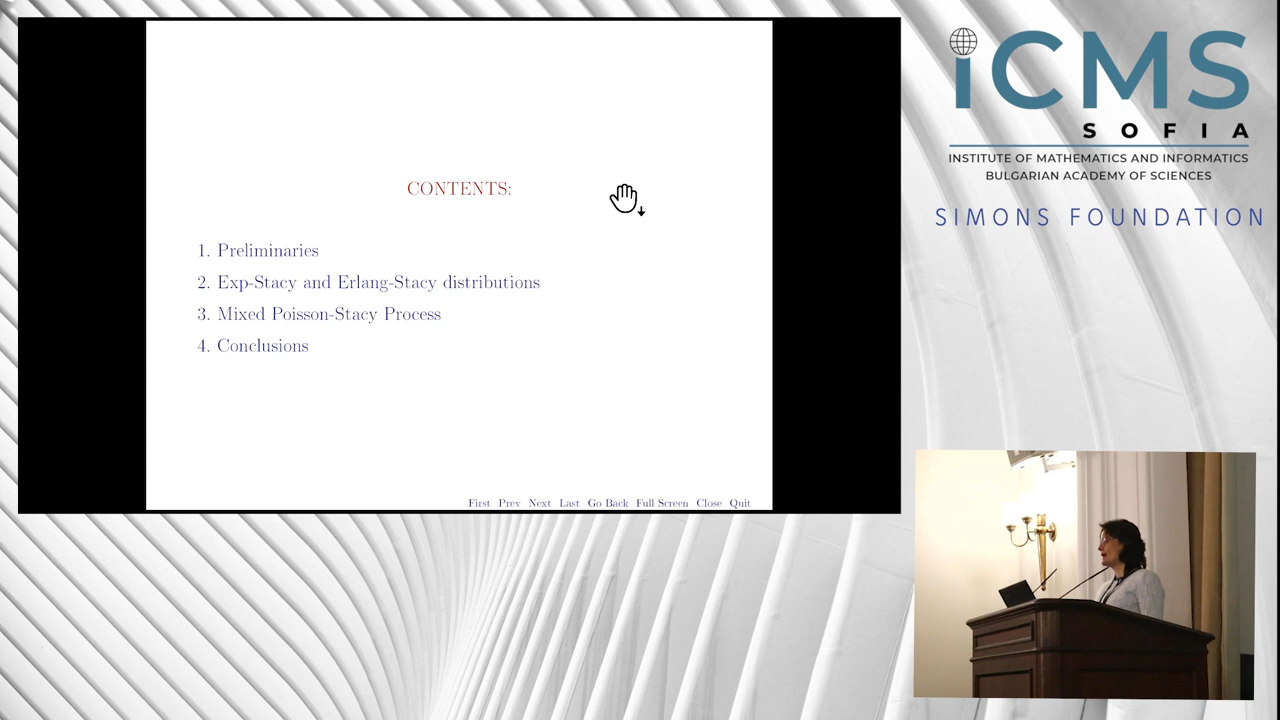 CONTENTS:
1. Preliminaries
2. Exp-Stacy and Erlang-Stacy distributions
3. Mixed Poisson-Stacy Process
4. Conclusions
First Prev Next Last Go Back Full Screen Close Quit
iCMS
SOFIA
INSTITUTE OF MATHEMATICS AND INFORMATICS
BULGARIAN ACADEMY OF SCIENCES
SIMONS FOUNDATION